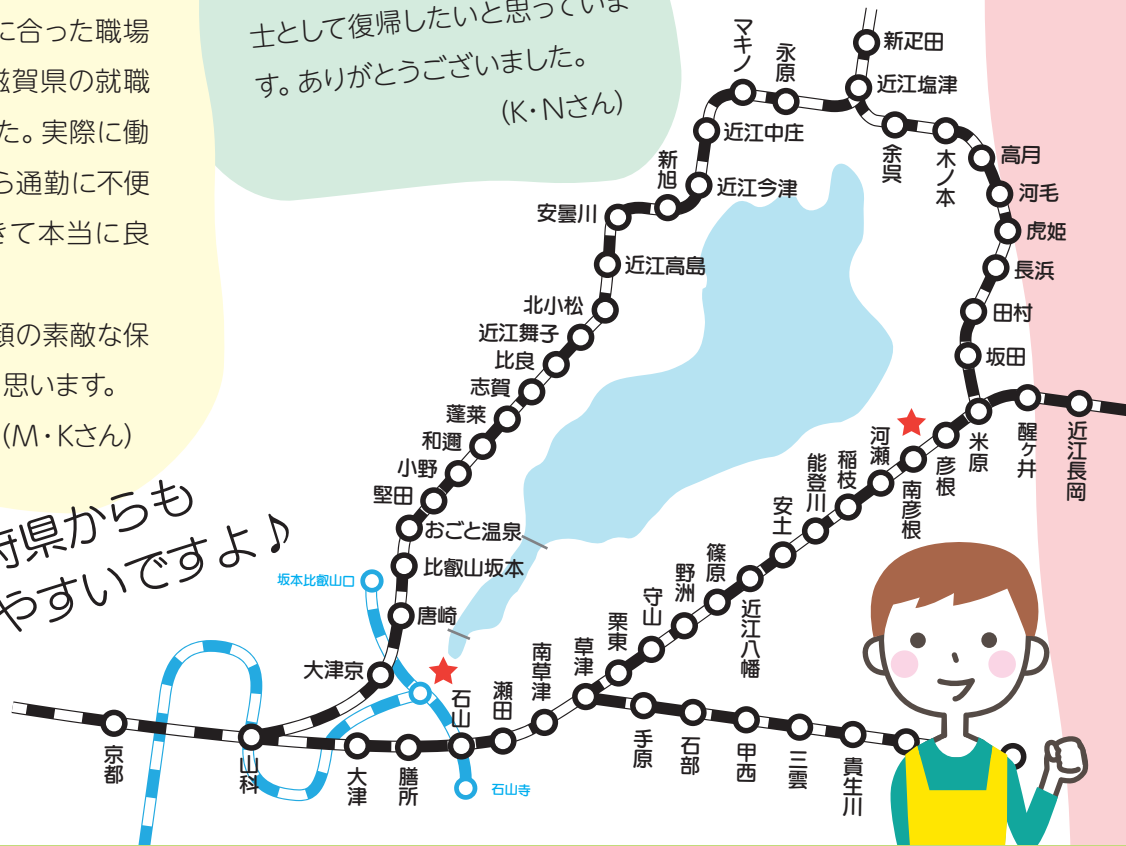 に合った職場
滋賀県の就職
た。実際に働
ら通勤に不便
きて本当に良
顔の素敵な保
思います。
(M・Kさん)
士として復帰したいと思っていま
す。ありがとうございました。
(K・Nさん)
府県からも
やすいですよ♪
新疋田
近江塩津
永原
マキノ
近江中庄
近江今津
新旭
安曇川
近江高島
北小松
近江舞子
比良
志賀
蓬莱
和邇
小野
堅田
おごと温泉
比叡山坂本
唐崎
大津京
坂本比叡山口
余呉
木ノ本
高月
河毛
虎姫
長浜
田村
坂田
米原
醒ヶ井
近江長岡
彦根
南彦根
河瀬
稲枝
能登川
安土
近江八幡
篠原
野洲
守山
栗東
草津
南草津
瀬田
石山
石山寺
膳所
大津
山科
京都
手原
石部
甲西
三雲
貴生川